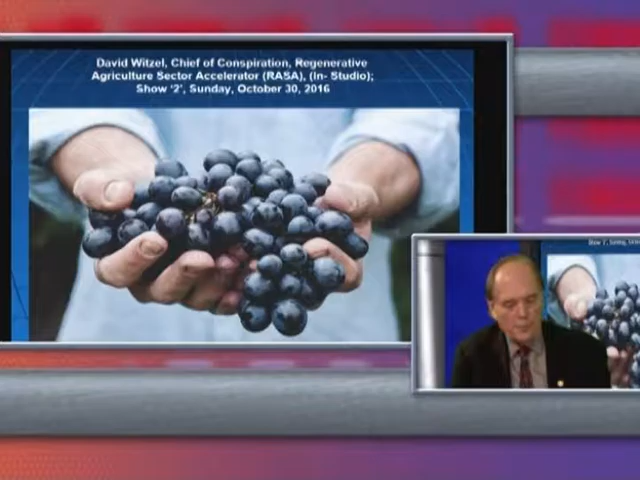 David Witzel, Chief of Conspiration, Regenerative
Agriculture Sector Accelerator (RASA), (In- Studio);
Show ‘2’, Sunday, October 30, 2016